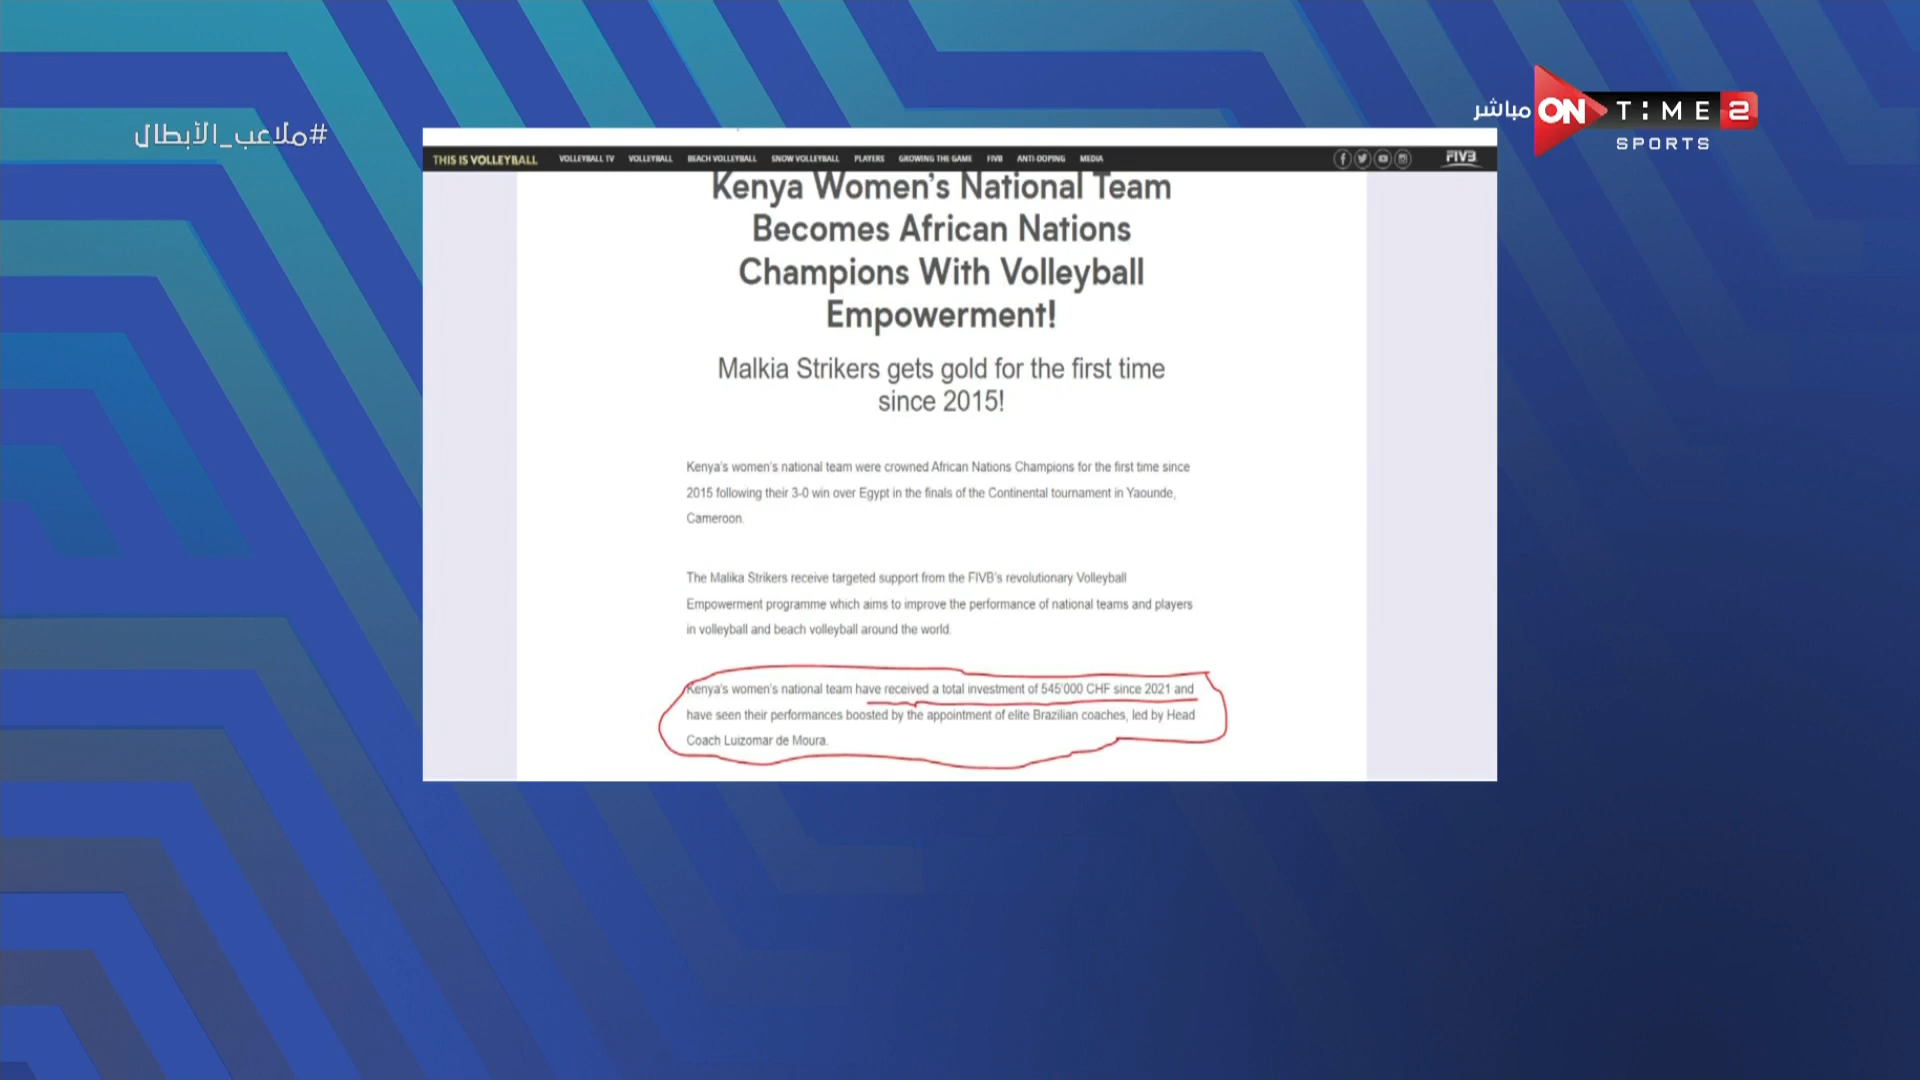 #ملاعب_الأبطال
مباشر ON TIME 2
SPORTS
THIS IS VOLLEYBALL VOLLEYBALL TV VOLLEYBALL BEACH VOLLEYBALL SNOW VOLLEYBALL PLAYERS GROWING THE GAME FIVB ANTI-DOPING MEDIA FIVB
Kenya Women's National Team
Becomes African Nations
Champions With Volleyball
Empowerment!
Malkia Strikers gets gold for the first time
since 2015!
Kenya's women's national team were crowned African Nations Champions for the first time since
2015 following their 3-0 win over Egypt in the finals of the Continental tournament in Yaounde,
Cameroon.
The Malika Strikers receive targeted support from the FIVB's revolutionary Volleyball
Empowerment programme which aims to improve the performance of national teams and players
in volleyball and beach volleyball around the world.
Kenya's women's national team have received a total investment of 545'000 CHF since 2021 and
have seen their performances boosted by the appointment of elite Brazilian coaches, led by Head
Coach Luizomar de Moura.